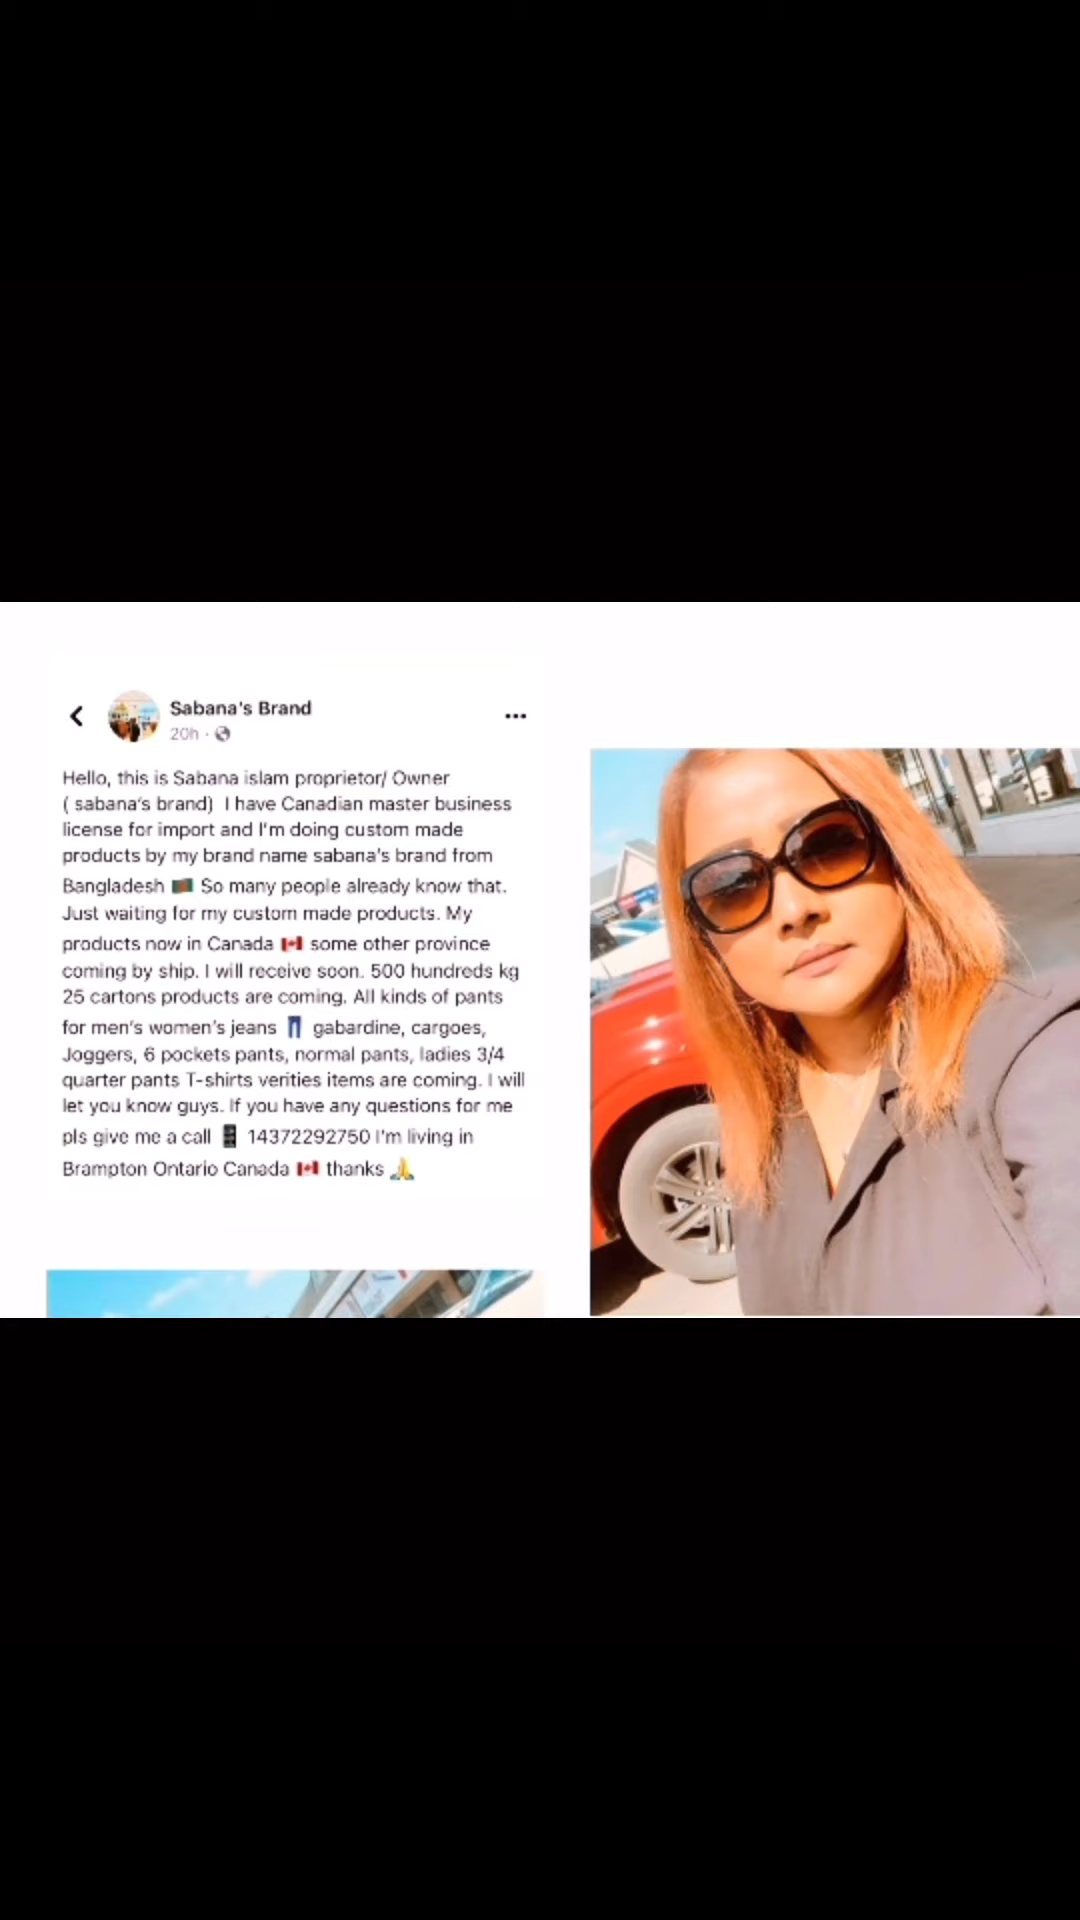 Sabana's Brand
20h ·
Hello, this is Sabana islam proprietor/ Owner
( sabana's brand) I have Canadian master business
license for import and I'm doing custom made
products by my brand name sabana's brand from
Bangladesh 🇧🇩 So many people already know that.
Just waiting for my custom made products. My
products now in Canada 🇨🇦 some other province
coming by ship. I will receive soon. 500 hundreds kg
25 cartons products are coming. All kinds of pants
for men's women's jeans 👖 gabardine, cargoes,
Joggers, 6 pockets pants, normal pants, ladies 3/4
quarter pants T-shirts verities items are coming. I will
let you know guys. If you have any questions for me
pls give me a call 📱 14372292750 I'm living in
Brampton Ontario Canada 🇨🇦 thanks 🙏